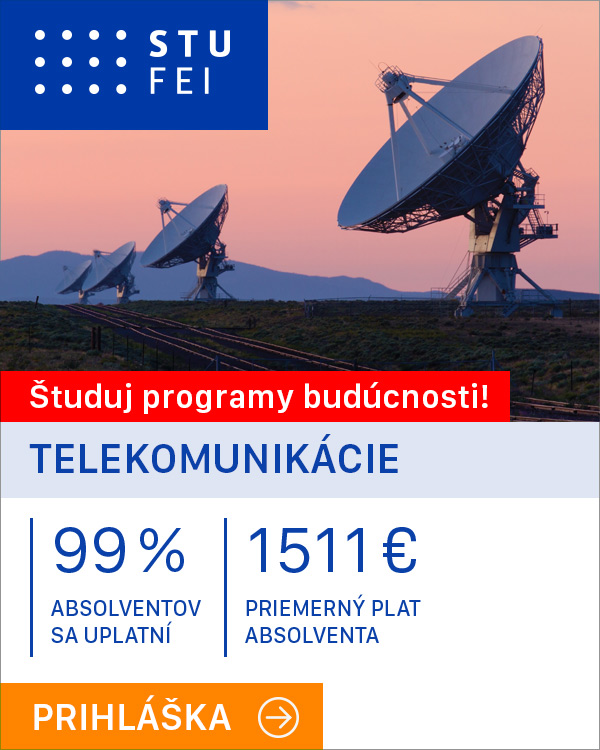 STU
FEI
Študuj programy budúcnosti!
TELEKOMUNIKÁCIE
99 %
ABSOLVENTOV
SA UPLATNÍ
1511 €
PRIEMERNÝ PLAT
ABSOLVENTA
PRIHLÁŠKA